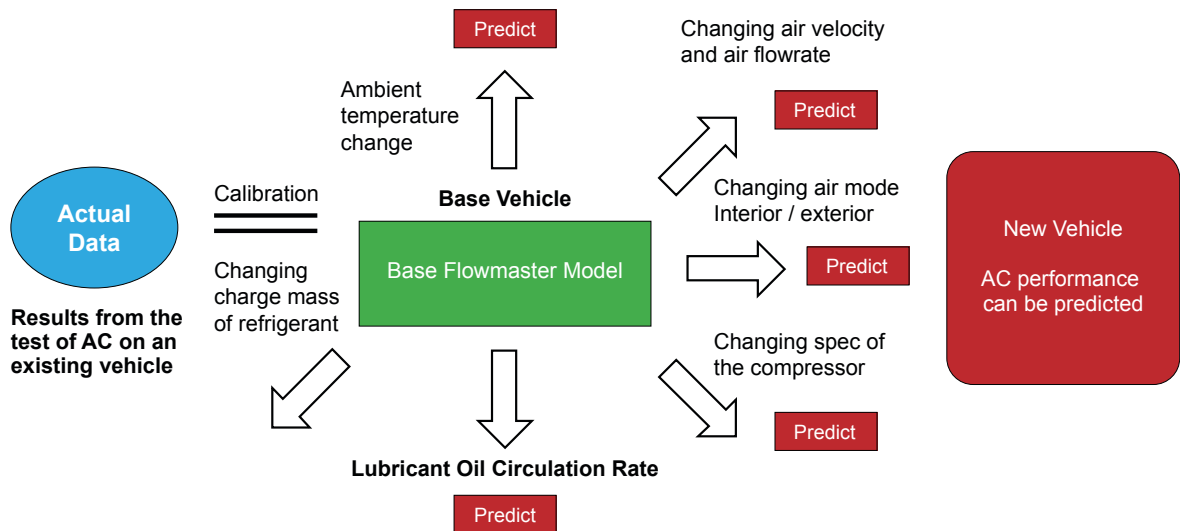 Predict
Changing air velocity
and air flowrate
Ambient
temperature
change
Predict
Calibration
Base Vehicle
Changing air mode
Interior / exterior
Actual
Data
Base Flowmaster Model
Predict
New Vehicle
AC performance
can be predicted
Changing
charge mass
of refrigerant
Results from the
test of AC on an
existing vehicle
Changing spec of
the compressor
Predict
Lubricant Oil Circulation Rate
Predict